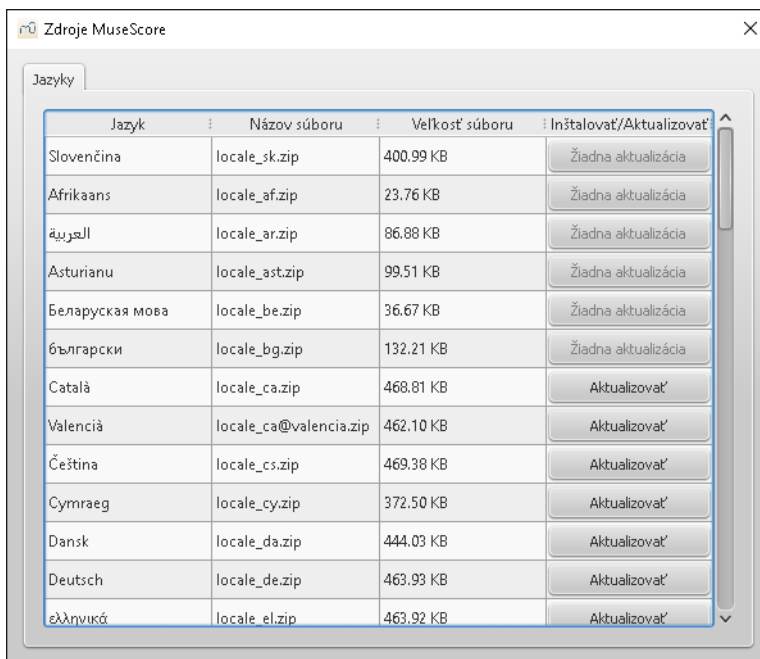 Zdroje MuseScore
Jazyky
Jazyk Názov súboru Veľkosť súboru Inštalovať/Aktualizovať
Slovenčina locale_sk.zip 400.99 KB Žiadna aktualizácia
Afrikaans locale_af.zip 23.76 KB Žiadna aktualizácia
العربية locale_ar.zip 86.88 KB Žiadna aktualizácia
Asturianu locale_ast.zip 99.51 KB Žiadna aktualizácia
Беларуская мова locale_be.zip 36.67 KB Žiadna aktualizácia
български locale_bg.zip 132.21 KB Žiadna aktualizácia
Català locale_ca.zip 468.81 KB Aktualizovať
Valencià locale_ca@valencia.zip 462.10 KB Aktualizovať
Čeština locale_cs.zip 469.38 KB Aktualizovať
Cymraeg locale_cy.zip 372.50 KB Aktualizovať
Dansk locale_da.zip 444.03 KB Aktualizovať
Deutsch locale_de.zip 463.93 KB Aktualizovať
ελληνικά locale_el.zip 463.92 KB Aktualizovať